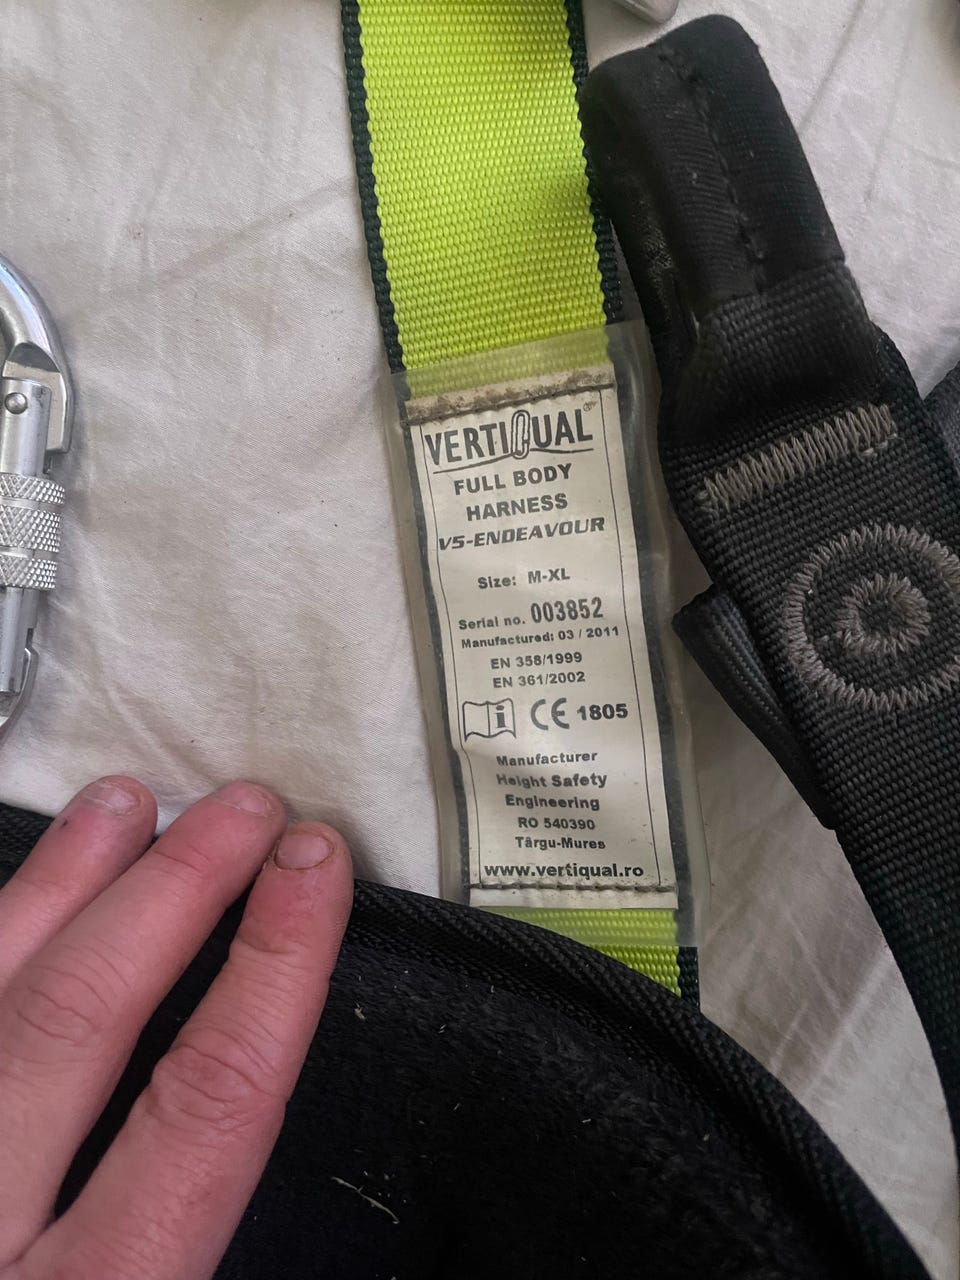 VERTIQUAL®
FULL BODY
HARNESS
V5-ENDEAVOUR
Size: M-XL
Serial no. 003852
Manufactured: 03 / 2011
EN 358/1999
EN 361/2002
i CE 1805
Manufacturer
Height Safety
Engineering
RO 540390
Târgu-Mures
www.vertiqual.ro